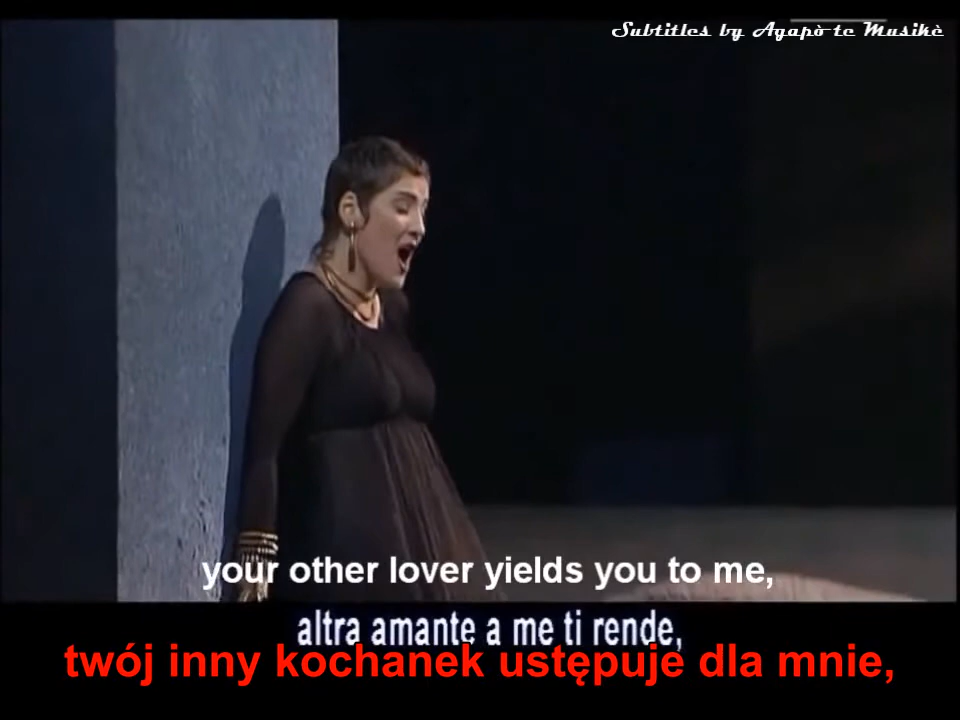 Subtitles by Agapò te Musikè
your other lover yields you to me,
altra amante a me ti rende,
twój inny kochanek ustępuje dla mnie,